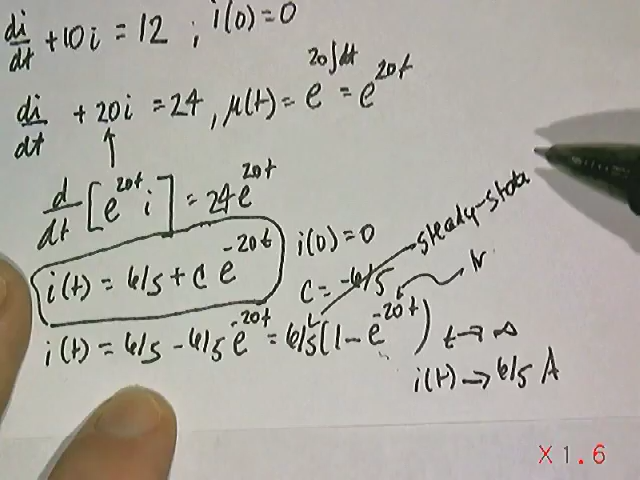 di/dt + 10i = 12 ; i(0) = 0
di/dt + 20i = 24 , μ(t) = e^{20∫dt} = e^{20t}
d/dt [e^{20t} i] = 24e^{20t}
i(t) = 6/5 + c e^{-20t}
i(0) = 0
c = -6/5
steady-state
i(t) = 6/5 - 6/5 e^{-20t} = 6/5(1 - e^{-20t})
t → ∞
i(t) → 6/5 A
X1.6